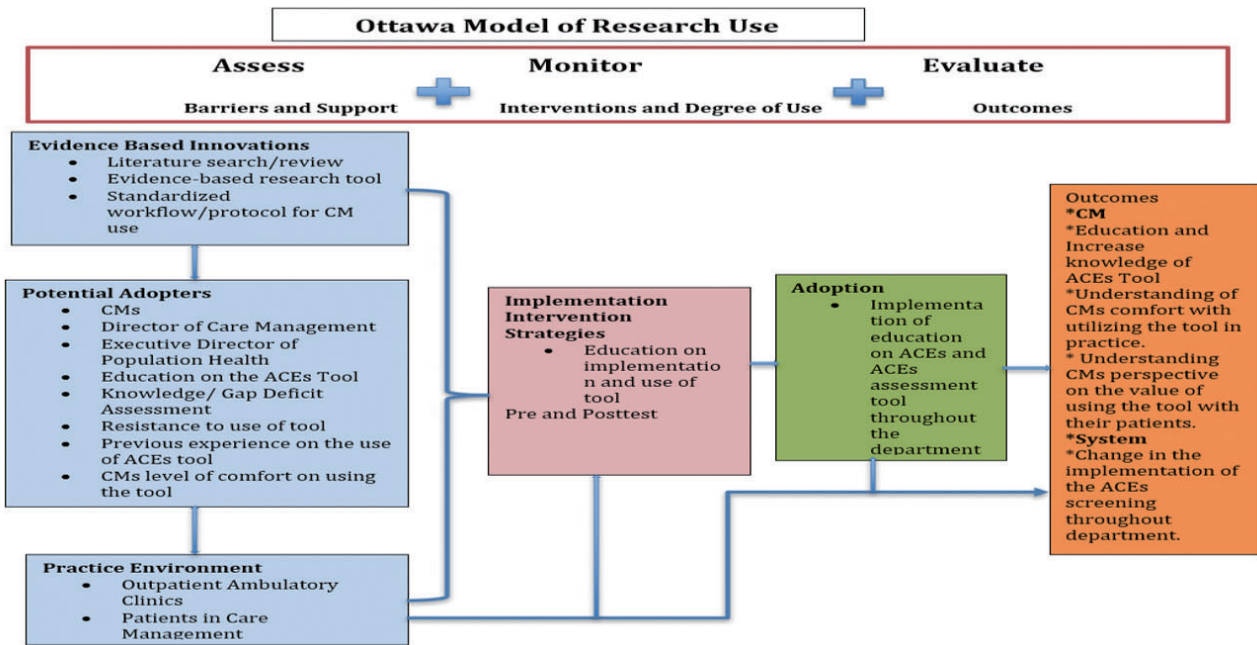 Ottawa Model of Research Use
Assess
Monitor
Evaluate
Barriers and Support
Interventions and Degree of Use
Outcomes
Evidence Based Innovations
• Literature search/review
• Evidence-based research tool
• Standardized
workflow/protocol for CM
use
Potential Adopters
• CMs
• Director of Care Management
• Executive Director of
Population Health
• Education on the ACEs Tool
• Knowledge/ Gap Deficit
Assessment
• Resistance to use of tool
• Previous experience on the use
of ACEs tool
• CMs level of comfort on using
the tool
Practice Environment
• Outpatient Ambulatory
Clinics
• Patients in Care
Management
Implementation
Intervention
Strategies
• Education on
implementatio
n and use of
tool
Pre and Posttest
Adoption
• Implementa
tion of
education
on ACEs and
ACEs
assessment
tool
throughout
the
department
Outcomes
*CM
*Education and
Increase
knowledge of
ACEs Tool
*Understanding of
CMs comfort with
utilizing the tool in
practice.
* Understanding
CMs perspective
on the value of
using the tool with
their patients.
*System
*Change in the
implementation of
the ACEs
screening
throughout
department.